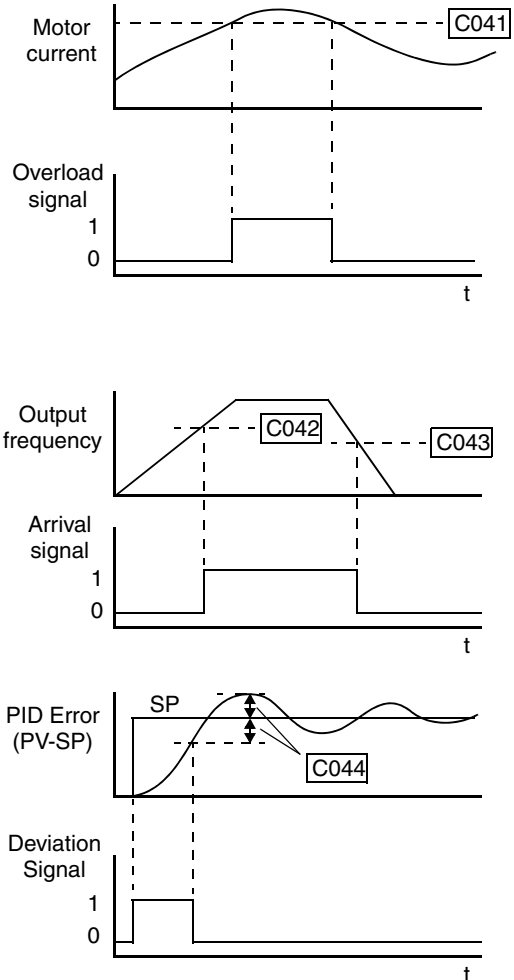 Motor
current
C041
Overload
signal
1
0
t
Output
frequency
C042
C043
Arrival
signal
1
0
t
PID Error
(PV-SP)
SP
C044
Deviation
Signal
1
0
t